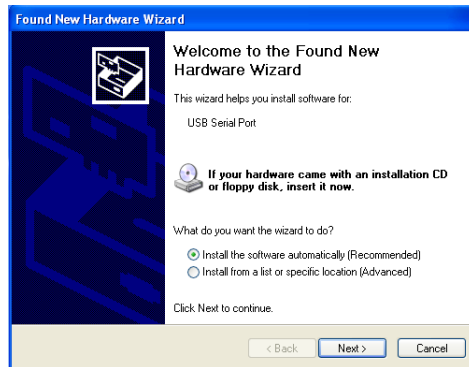 Found New Hardware Wizard
Welcome to the Found New
Hardware Wizard
This wizard helps you install software for:
USB Serial Port
If your hardware came with an installation CD
or floppy disk, insert it now.
What do you want the wizard to do?
Install the software automatically (Recommended)
Install from a list or specific location (Advanced)
Click Next to continue.
< Back
Next >
Cancel